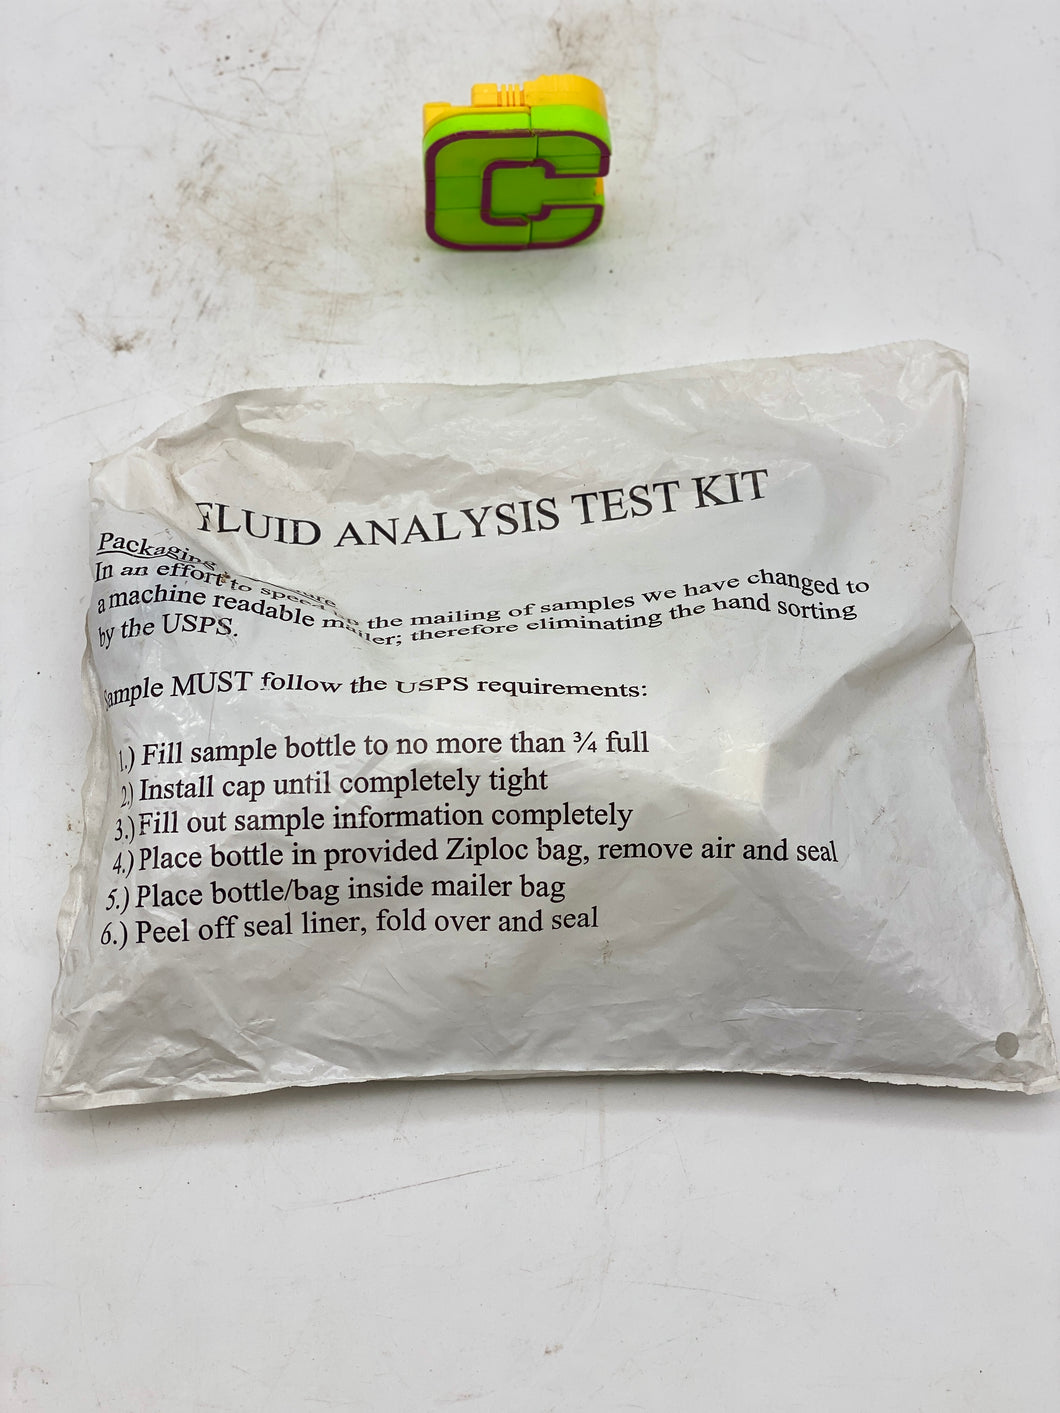 C
FLUID ANALYSIS TEST KIT
Packaging
In an effort to speed the mailing of samples we have changed to
a machine readable mailer; therefore eliminating the hand sorting
by the USPS.
Sample MUST follow the USPS requirements:
1.) Fill sample bottle to no more than ¾ full
2.) Install cap until completely tight
3.) Fill out sample information completely
4.) Place bottle in provided Ziploc bag, remove air and seal
5.) Place bottle/bag inside mailer bag
6.) Peel off seal liner, fold over and seal